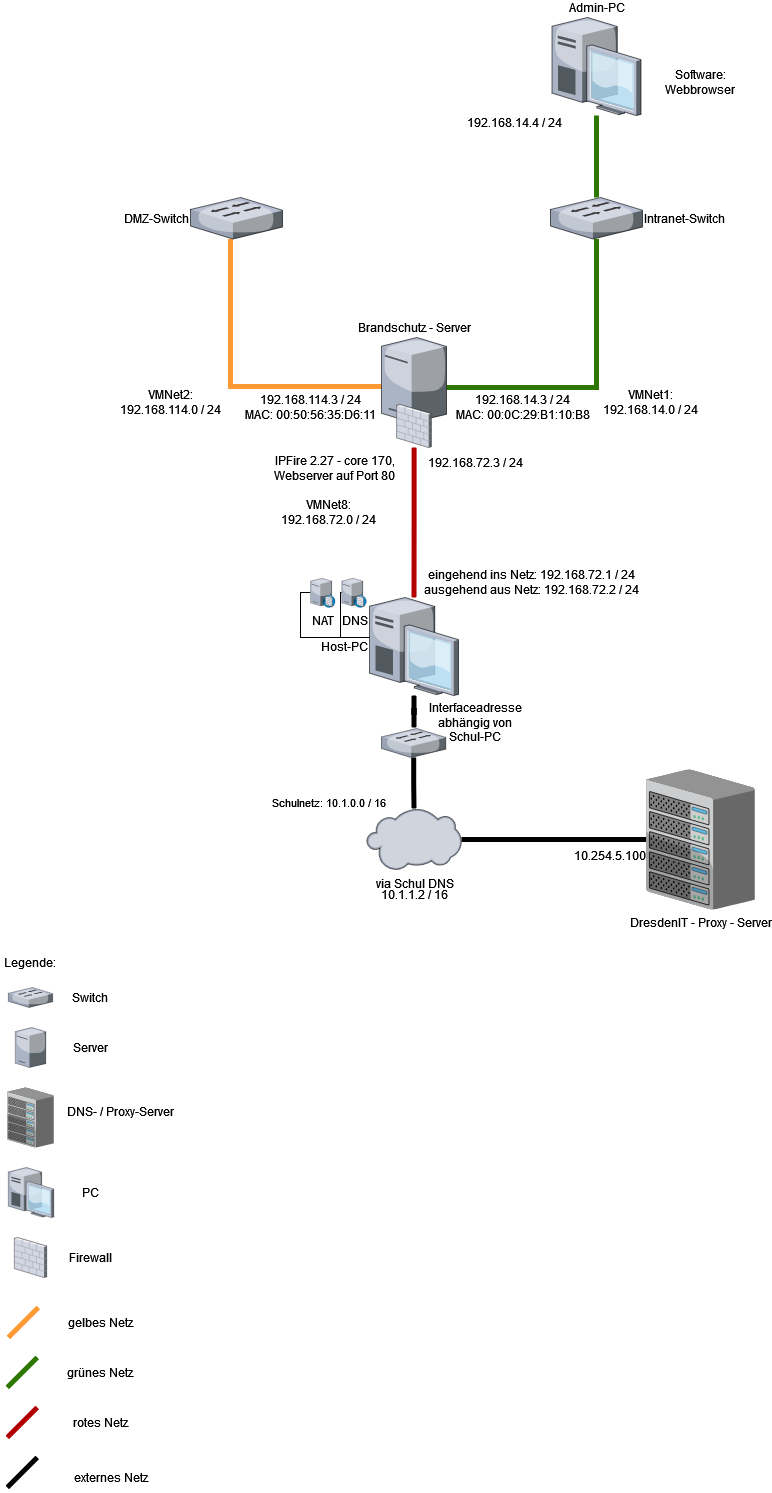 Admin-PC
Software:
Webbrowser
192.168.14.4 / 24
DMZ-Switch
Intranet-Switch
Brandschutz - Server
VMNet2:
192.168.114.0 / 24
192.168.114.3 / 24
MAC: 00:50:56:35:D6:11
192.168.14.3 / 24
MAC: 00:0C:29:B1:10:B8
VMNet1:
192.168.14.0 / 24
IPFire 2.27 - core 170,
Webserver auf Port 80
192.168.72.3 / 24
VMNet8:
192.168.72.0 / 24
eingehend ins Netz: 192.168.72.1 / 24
ausgehend aus Netz: 192.168.72.2 / 24
NAT
DNS
Host-PC
Interfaceadresse
abhängig von
Schul-PC
Schulnetz: 10.1.0.0 / 16
10.254.5.100
via Schul DNS
10.1.1.2 / 16
DresdenIT - Proxy - Server
Legende:
Switch
Server
DNS- / Proxy-Server
PC
Firewall
gelbes Netz
grünes Netz
rotes Netz
externes Netz